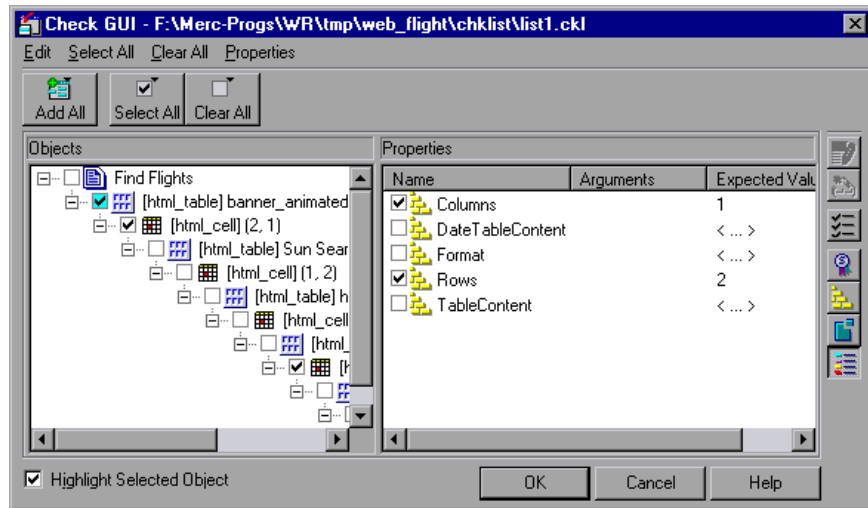 Check GUI - F:\Merc-Progs\WR\tmp\web_flight\chklist\list1.ckl
Edit Select All Clear All Properties
Add All Select All Clear All
Objects
Find Flights
[html_table] banner_animated
[html_cell] (2, 1)
[html_table] Sun Sear
[html_cell] (1, 2)
[html_table] h
[html_cell
[html_
[h
Properties
Name Arguments Expected Valu
Columns 1
DateTableContent < ... >
Format < ... >
Rows 2
TableContent < ... >
Highlight Selected Object
OK Cancel Help